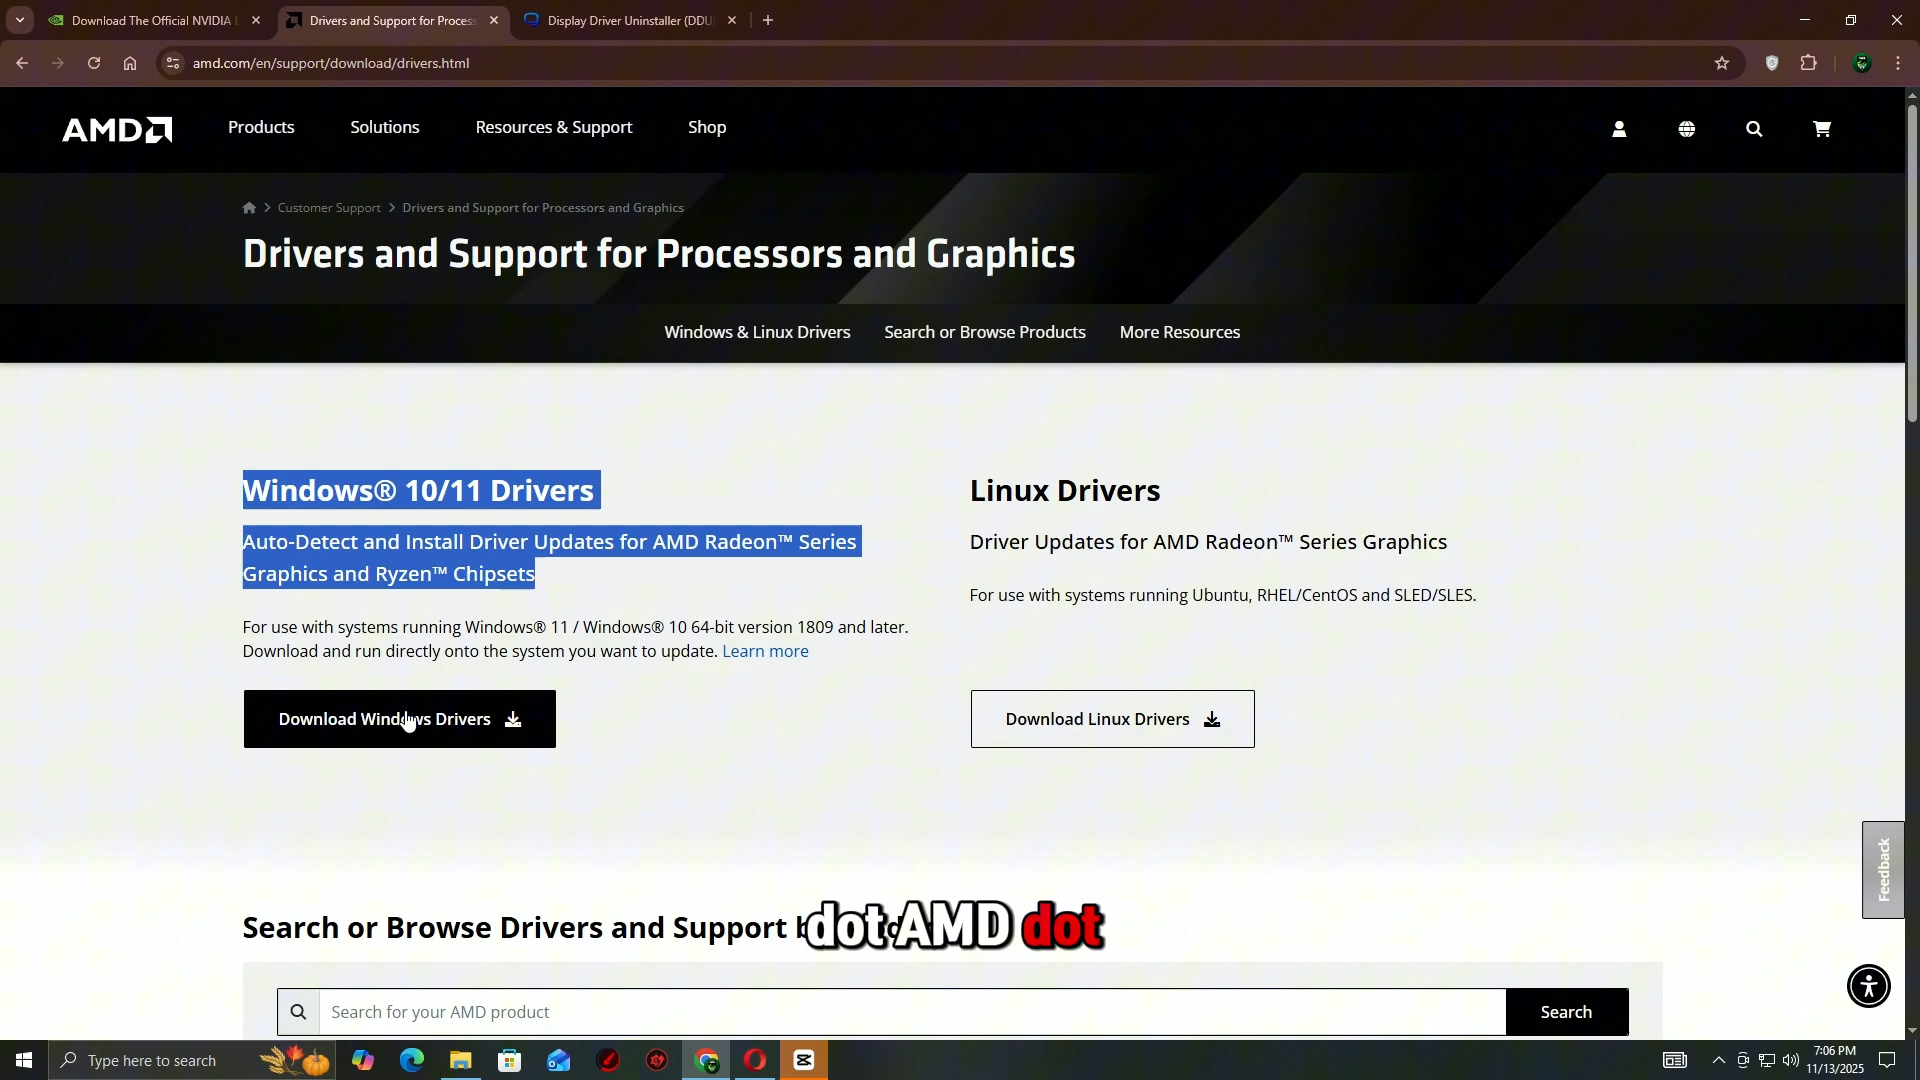 Download The Official NVIDIA
Drivers and Support for Process
Display Driver Uninstaller (DDU
amd.com/en/support/download/drivers.html
AMD
Products
Solutions
Resources & Support
Shop
Customer Support
Drivers and Support for Processors and Graphics
Drivers and Support for Processors and Graphics
Windows & Linux Drivers
Search or Browse Products
More Resources
Windows® 10/11 Drivers
Auto-Detect and Install Driver Updates for AMD Radeon™ Series
Graphics and Ryzen™ Chipsets
For use with systems running Windows® 11 / Windows® 10 64-bit version 1809 and later.
Download and run directly onto the system you want to update. Learn more
Download Windows Drivers
Linux Drivers
Driver Updates for AMD Radeon™ Series Graphics
For use with systems running Ubuntu, RHEL/CentOS and SLED/SLES.
Download Linux Drivers
Feedback
Search or Browse Drivers and Support
dot AMD dot
Search for your AMD product
Search
Type here to search
7:06 PM
11/13/2025